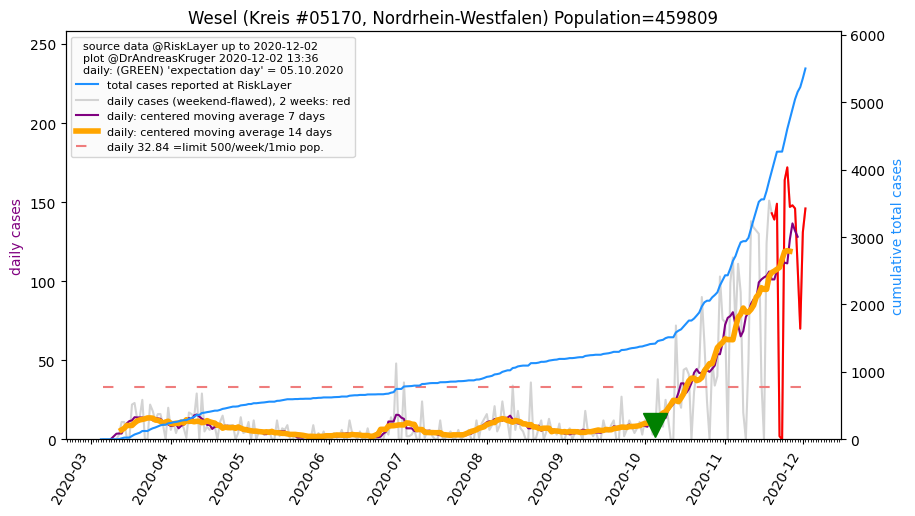 Wesel (Kreis #05170, Nordrhein-Westfalen) Population=459809
source data @RiskLayer up to 2020-12-02
plot @DrAndreasKruger 2020-12-02 13:36
daily: (GREEN) 'expectation day' = 05.10.2020
total cases reported at RiskLayer
daily cases (weekend-flawed), 2 weeks: red
daily: centered moving average 7 days
daily: centered moving average 14 days
daily 32.84 =limit 500/week/1mio pop.
daily cases
250
200
150
100
50
0
cumulative total cases
6000
5000
4000
3000
2000
1000
0
2020-03
2020-04
2020-05
2020-06
2020-07
2020-08
2020-09
2020-10
2020-11
2020-12